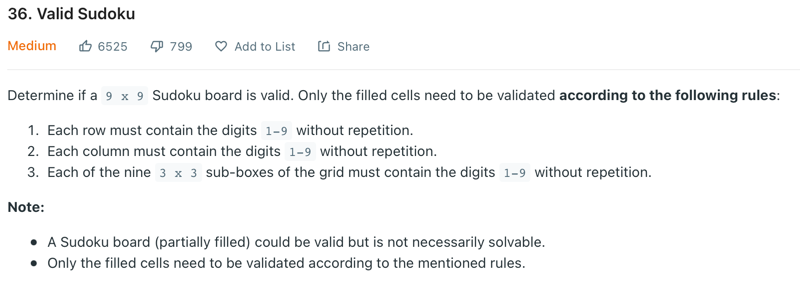 36. Valid Sudoku
Medium 6525 799 Add to List Share
Determine if a 9 x 9 Sudoku board is valid. Only the filled cells need to be validated according to the following rules:
1. Each row must contain the digits 1-9 without repetition.
2. Each column must contain the digits 1-9 without repetition.
3. Each of the nine 3 x 3 sub-boxes of the grid must contain the digits 1-9 without repetition.
Note:
• A Sudoku board (partially filled) could be valid but is not necessarily solvable.
• Only the filled cells need to be validated according to the mentioned rules.